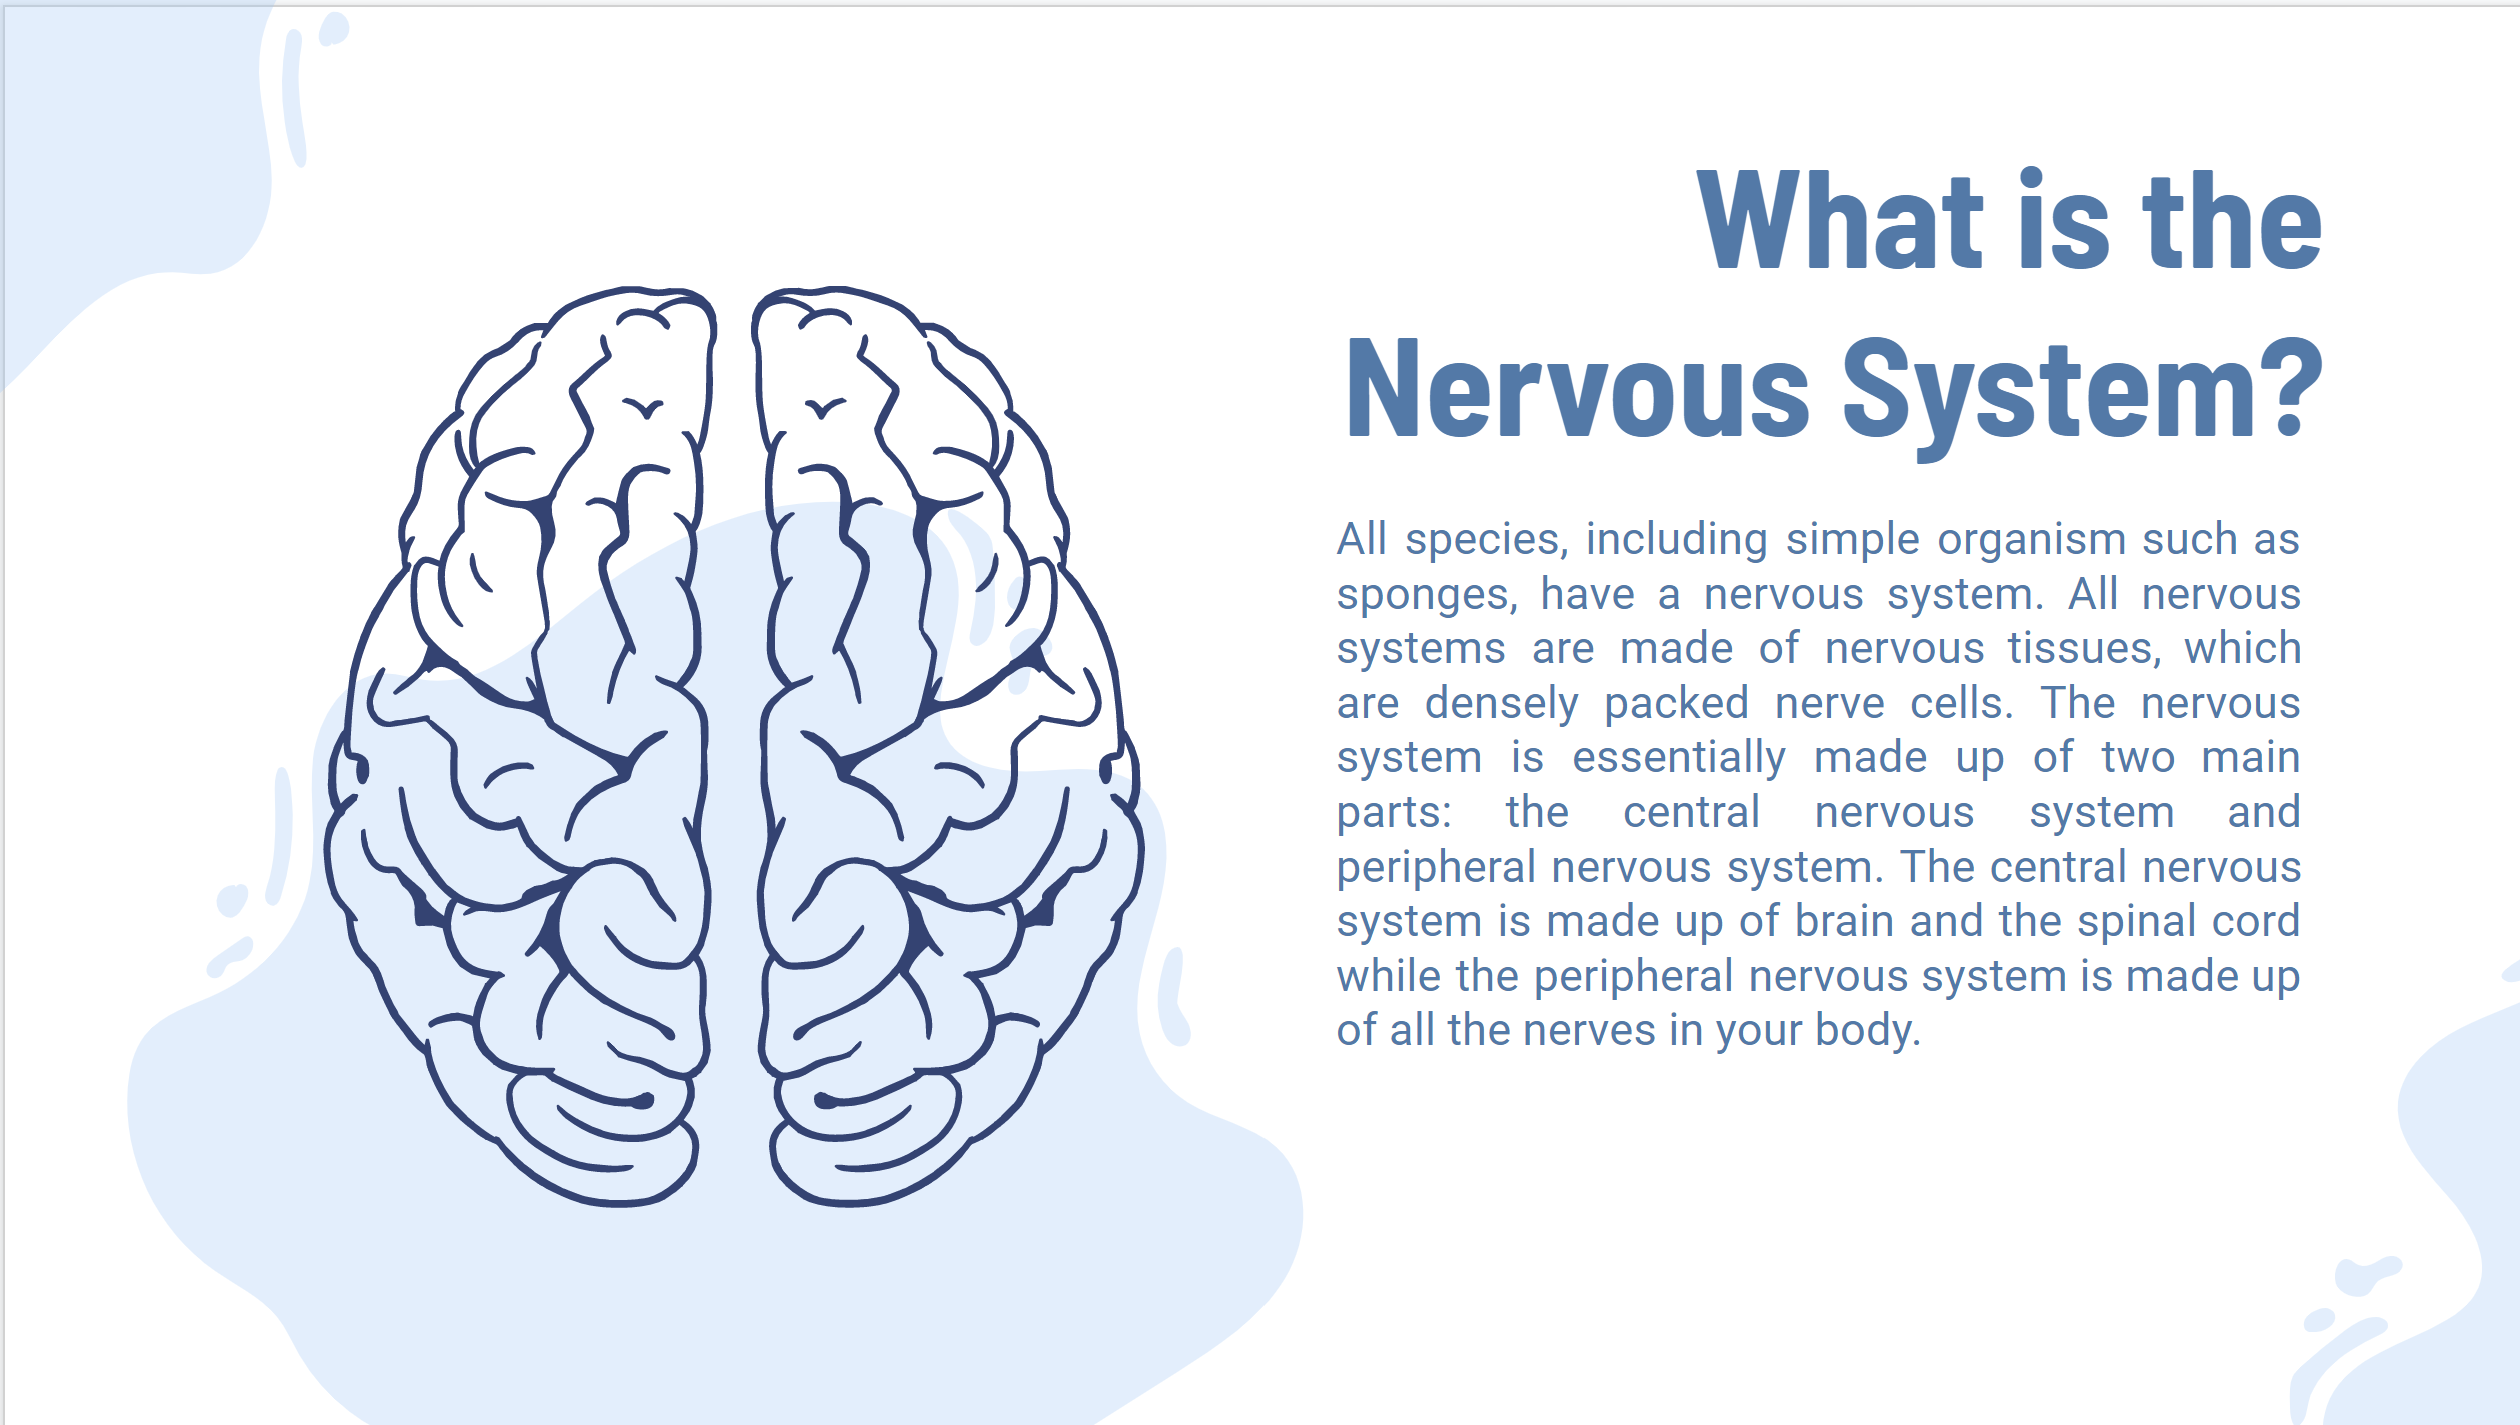 What is the
Nervous System?
All species, including simple organism such as
sponges, have a nervous system. All nervous
systems are made of nervous tissues, which
are densely packed nerve cells. The nervous
system is essentially made up of two main
parts: the central nervous system and
peripheral nervous system. The central nervous
system is made up of brain and the spinal cord
while the peripheral nervous system is made up
of all the nerves in your body.